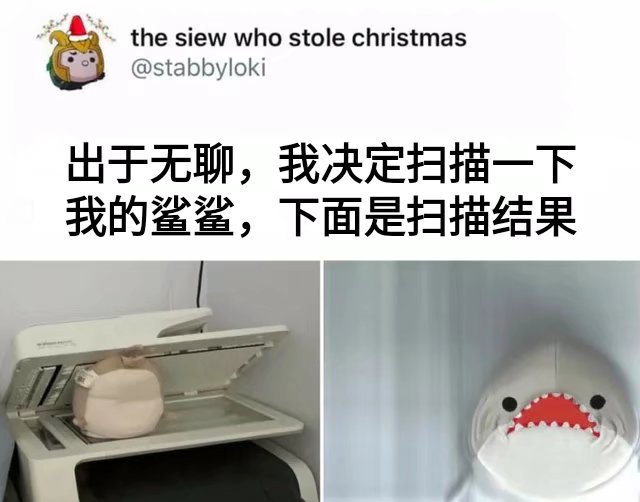 the siew who stole christmas
@stabbyloki
出于无聊，我决定扫描一下
我的鲨鲨，下面是扫描结果